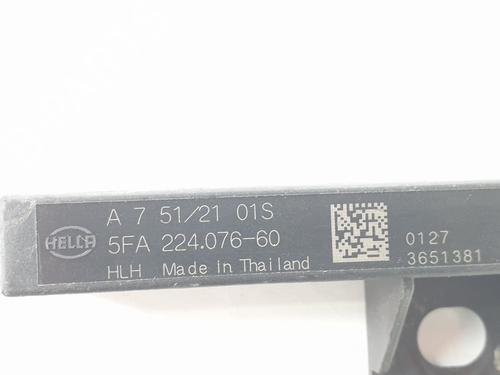 A 7 51/21 01S
HELLA
5FA 224.076-60
HLH Made in Thailand
0127
3651381